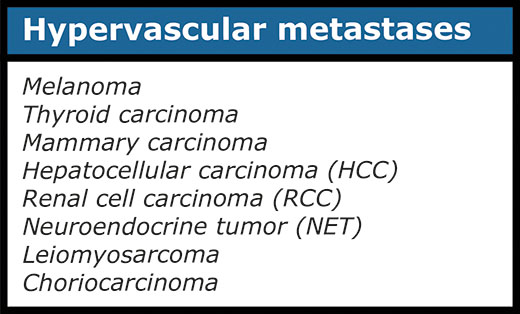 Hypervascular metastases
Melanoma
Thyroid carcinoma
Mammary carcinoma
Hepatocellular carcinoma (HCC)
Renal cell carcinoma (RCC)
Neuroendocrine tumor (NET)
Leiomyosarcoma
Choriocarcinoma